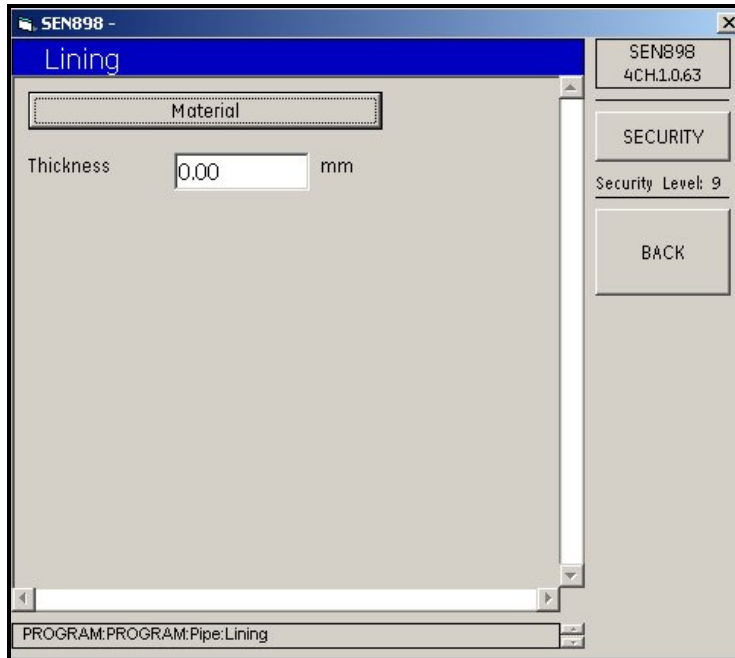 SEN898 -
Lining
SEN898
4CH.1.0.63
Material
SECURITY
Thickness 0.00 mm
Security Level: 9
BACK
PROGRAM:PROGRAM:Pipe:Lining